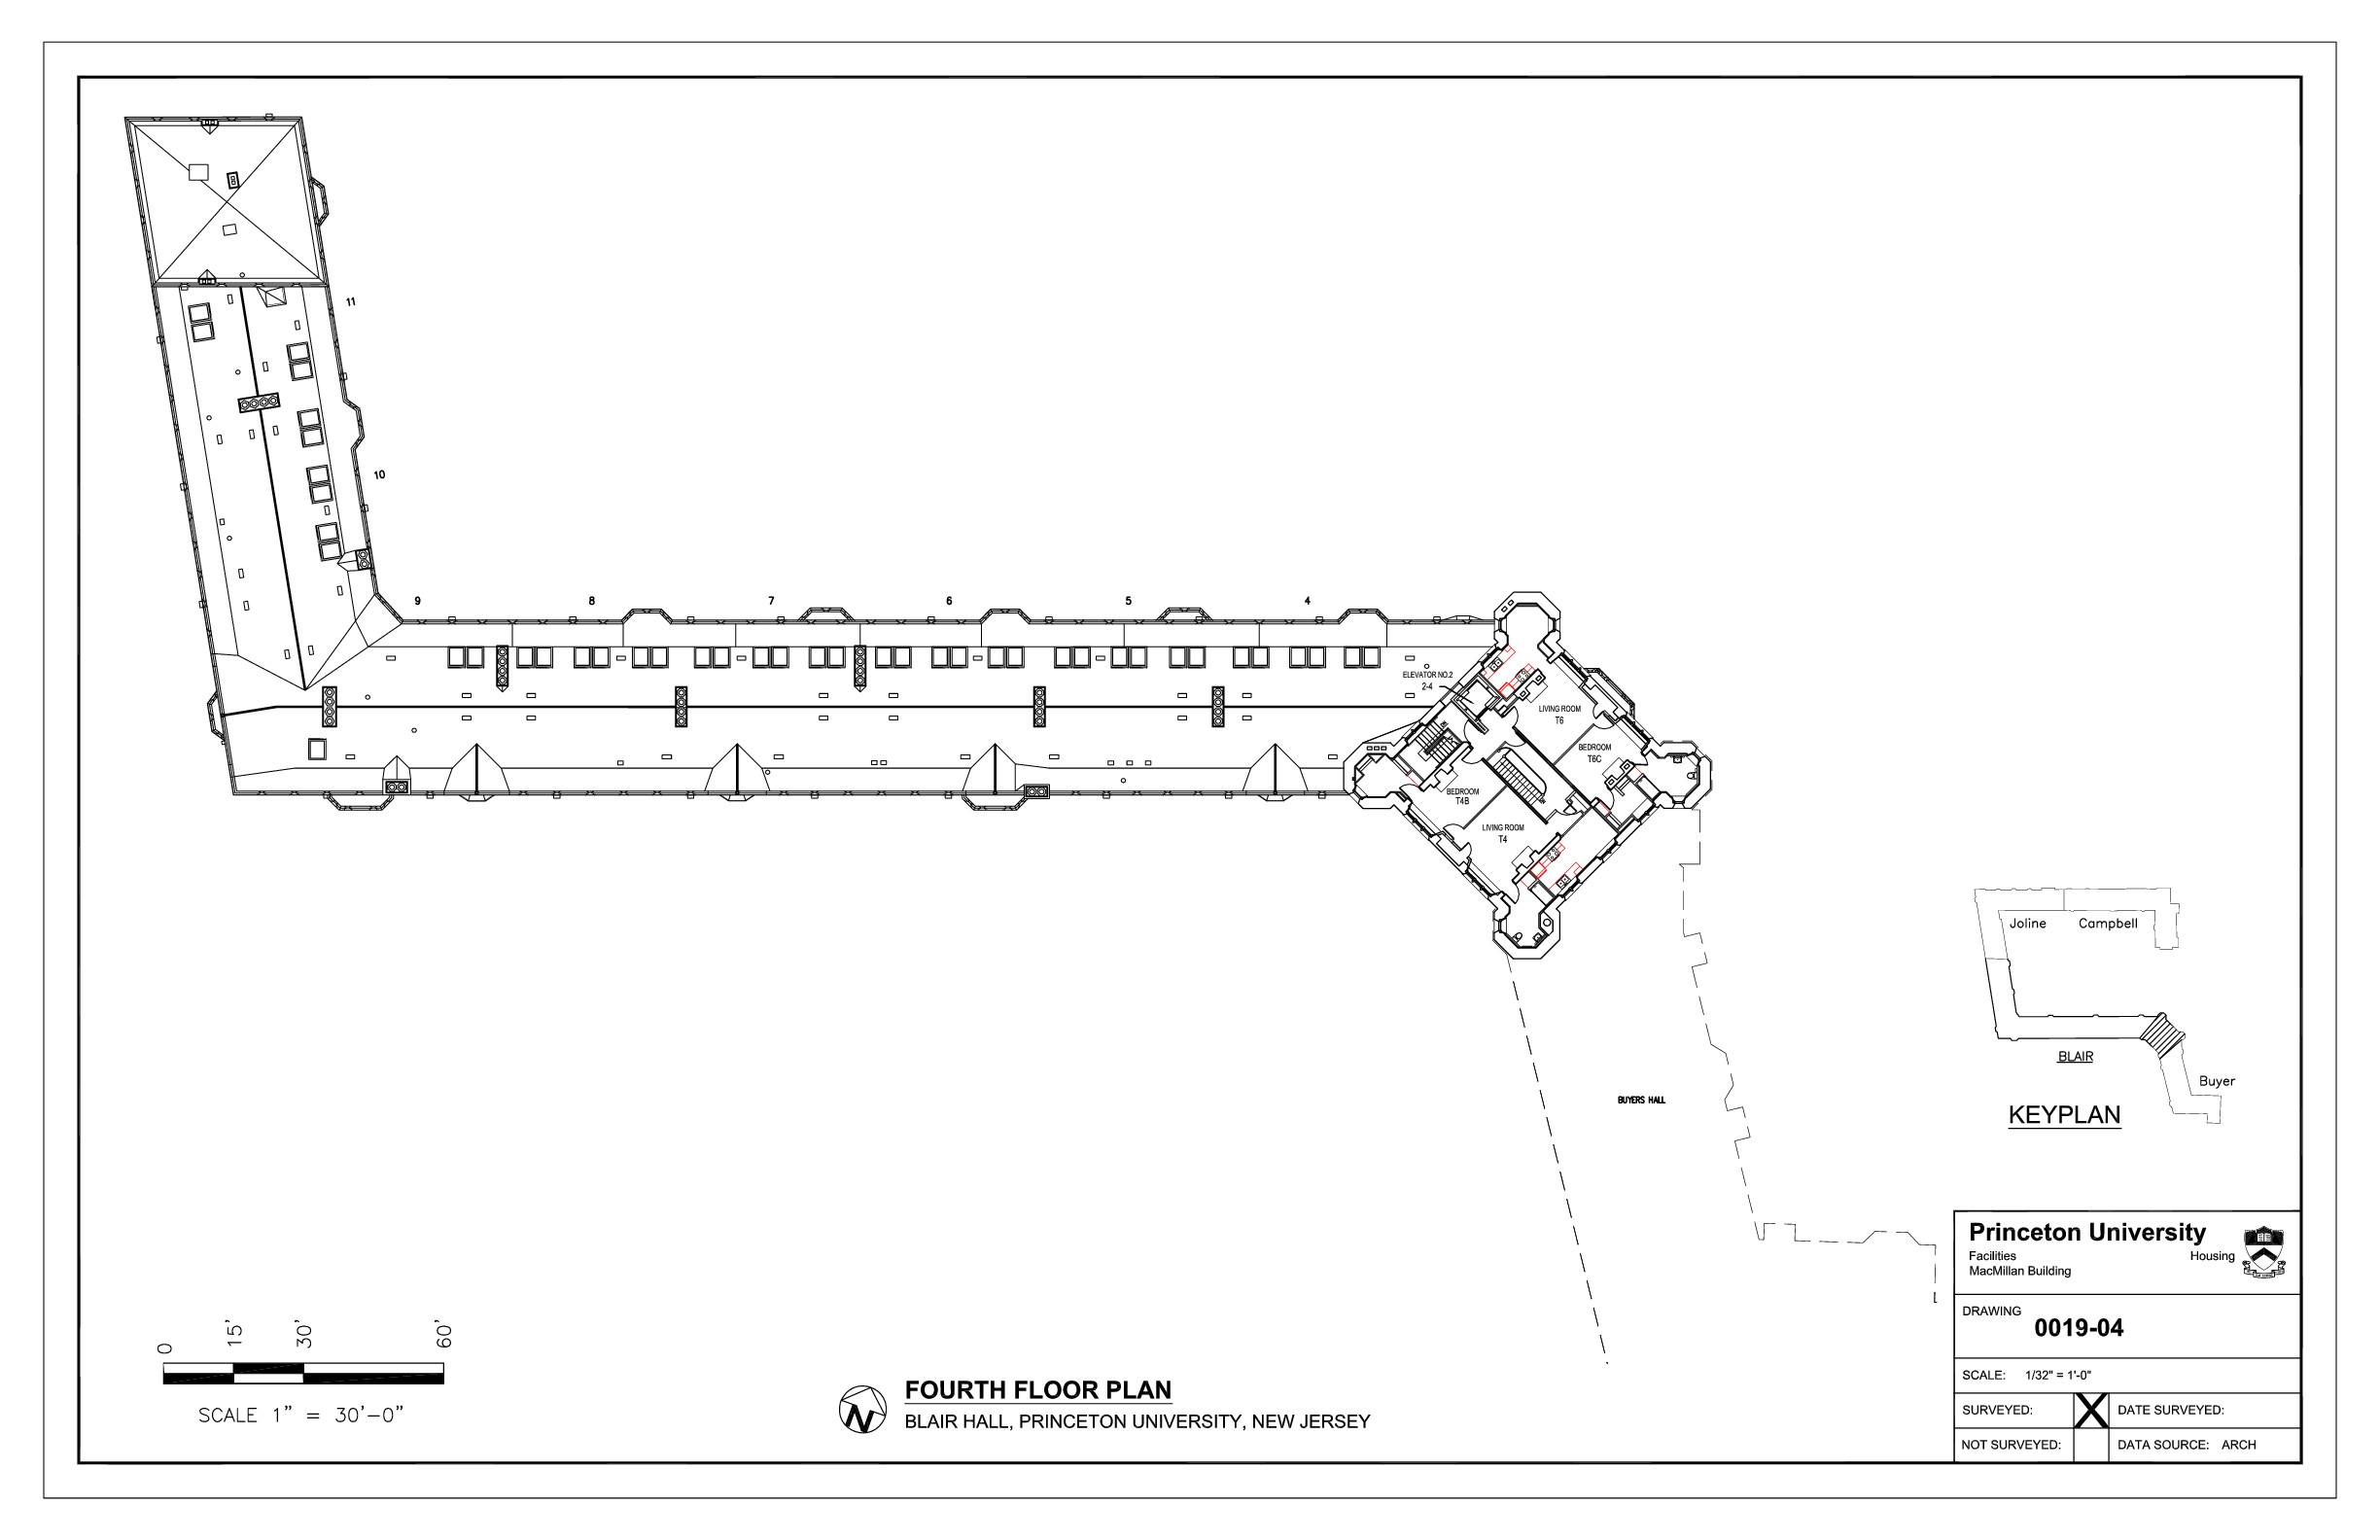 11
10
9
8
7
6
5
4
ELEVATOR NO.2
2-4
LIVING ROOM
T6
BEDROOM
T6C
BEDROOM
T4B
LIVING ROOM
T4
BUYERS HALL
Joline
Campbell
BLAIR
Buyer
KEYPLAN
Princeton University
Facilities
Housing
MacMillan Building
DRAWING
0019-04
SCALE: 1/32" = 1'-0"
SURVEYED: X DATE SURVEYED:
NOT SURVEYED: DATA SOURCE: ARCH
0 15' 30' 60'
SCALE 1" = 30'-0"
N
FOURTH FLOOR PLAN
BLAIR HALL, PRINCETON UNIVERSITY, NEW JERSEY